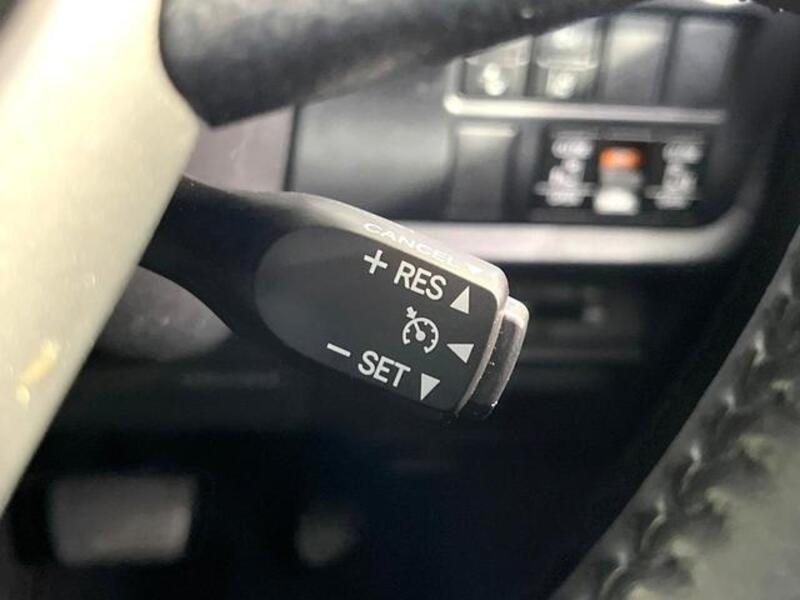 CANCEL
+ RES
- SET